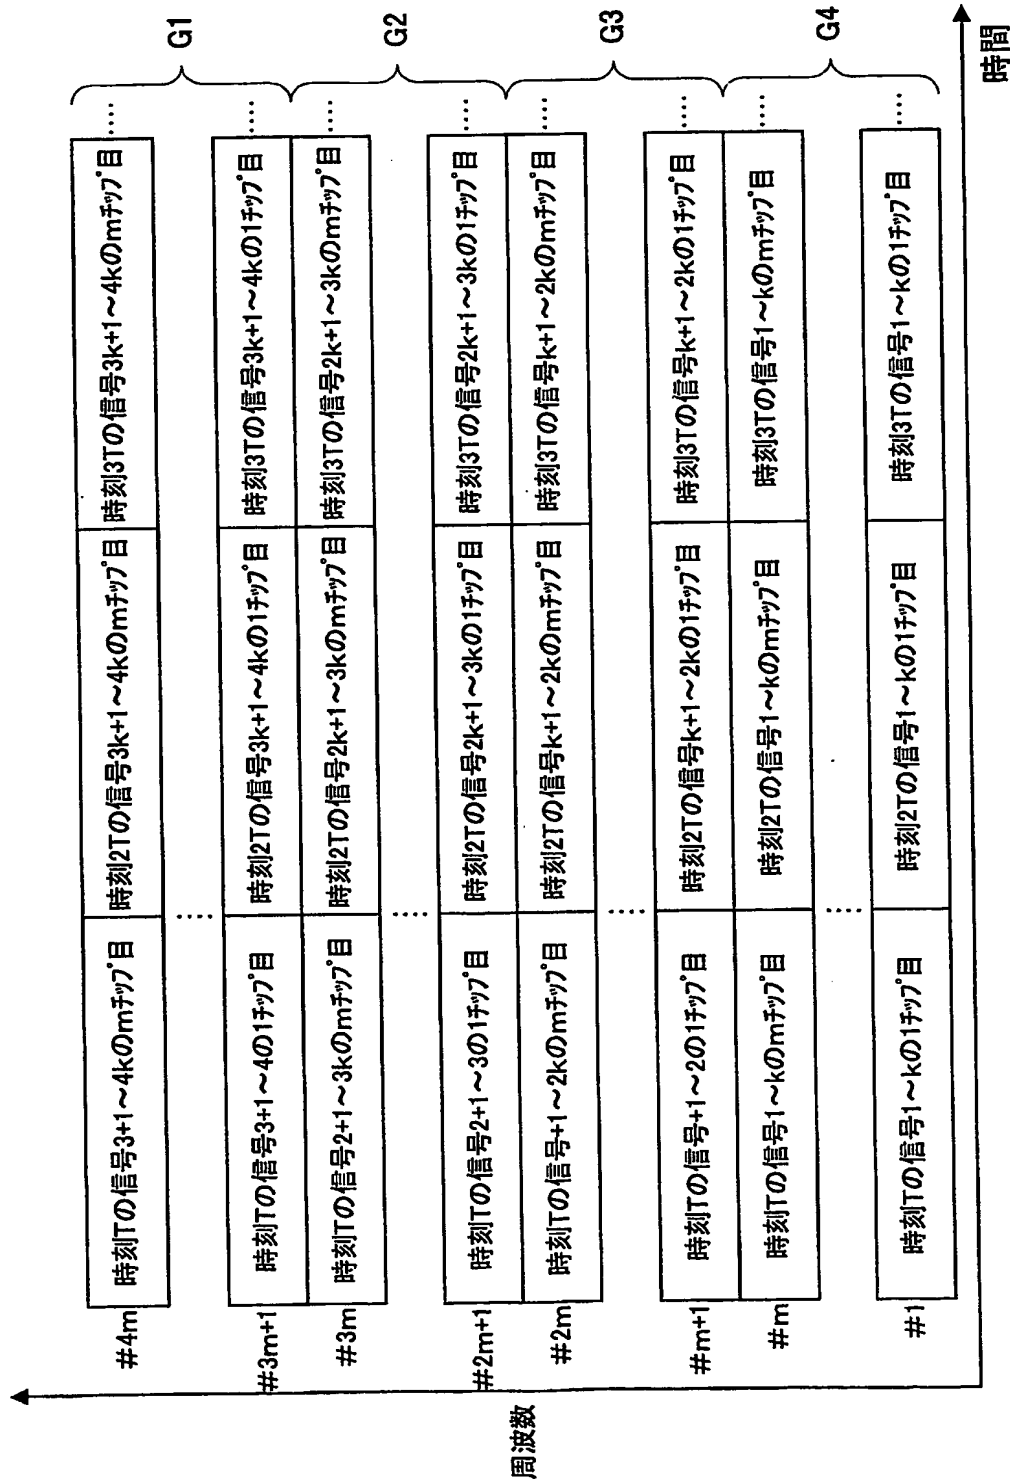 周波数
#4m
時刻Tの信号3+1～4kのmチップ目
時刻2Tの信号3k+1～4kのmチップ目
時刻3Tの信号3k+1～4kのmチップ目
....
....
#3m+1
時刻Tの信号3+1～4の1チップ目
時刻2Tの信号3k+1～4kの1チップ目
時刻3Tの信号3k+1～4kの1チップ目
....
G1
#3m
時刻Tの信号2+1～3kのmチップ目
時刻2Tの信号2k+1～3kのmチップ目
時刻3Tの信号2k+1～3kのmチップ目
....
....
#2m+1
時刻Tの信号2+1～3の1チップ目
時刻2Tの信号2k+1～3kの1チップ目
時刻3Tの信号2k+1～3kの1チップ目
....
G2
#2m
時刻Tの信号+1～2kのmチップ目
時刻2Tの信号k+1～2kのmチップ目
時刻3Tの信号k+1～2kのmチップ目
....
....
#m+1
時刻Tの信号+1～2の1チップ目
時刻2Tの信号k+1～2kの1チップ目
時刻3Tの信号k+1～2kの1チップ目
....
G3
#m
時刻Tの信号1～kのmチップ目
時刻2Tの信号1～kのmチップ目
時刻3Tの信号1～kのmチップ目
....
....
#1
時刻Tの信号1～kの1チップ目
時刻2Tの信号1～kの1チップ目
時刻3Tの信号1～kの1チップ目
....
G4
時間